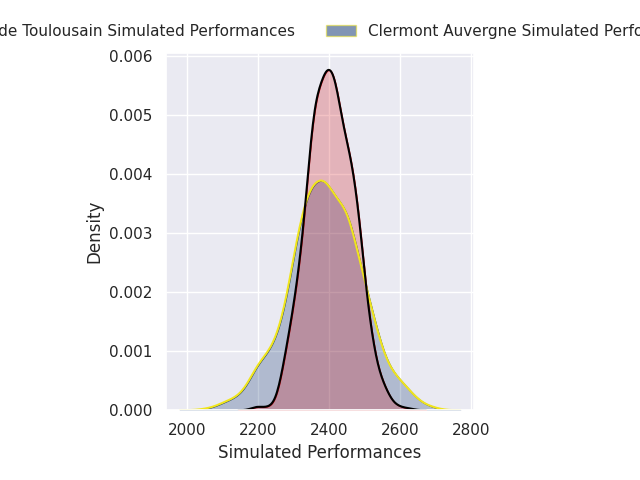 de Toulousain Simulated Performances
Clermont Auvergne Simulated Perfo
0.006
0.005
0.004
0.003
0.002
0.001
0.000
Density
2000 2200 2400 2600 2800
Simulated Performances